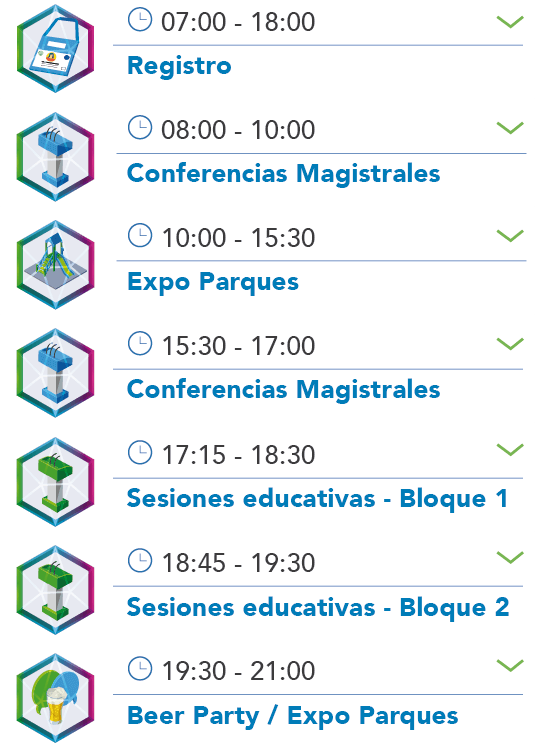 07:00 - 18:00
Registro
08:00 - 10:00
Conferencias Magistrales
10:00 - 15:30
Expo Parques
15:30 - 17:00
Conferencias Magistrales
17:15 - 18:30
Sesiones educativas - Bloque 1
18:45 - 19:30
Sesiones educativas - Bloque 2
19:30 - 21:00
Beer Party / Expo Parques